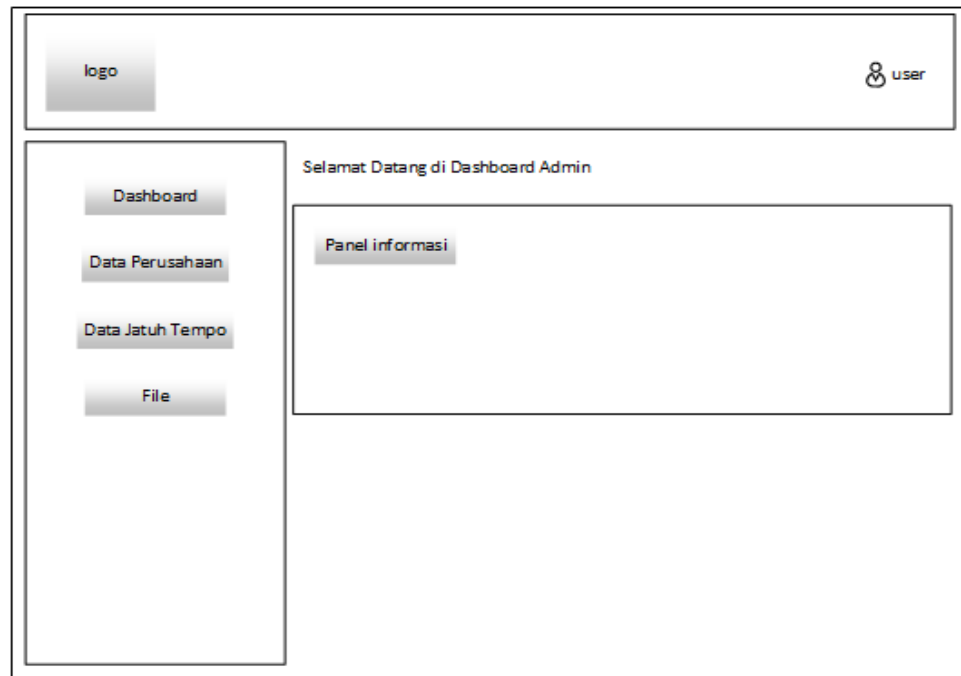 logo
user
Selamat Datang di Dashboard Admin
Dashboard
Data Perusahaan
Data Jatuh Tempo
File
Panel informasi